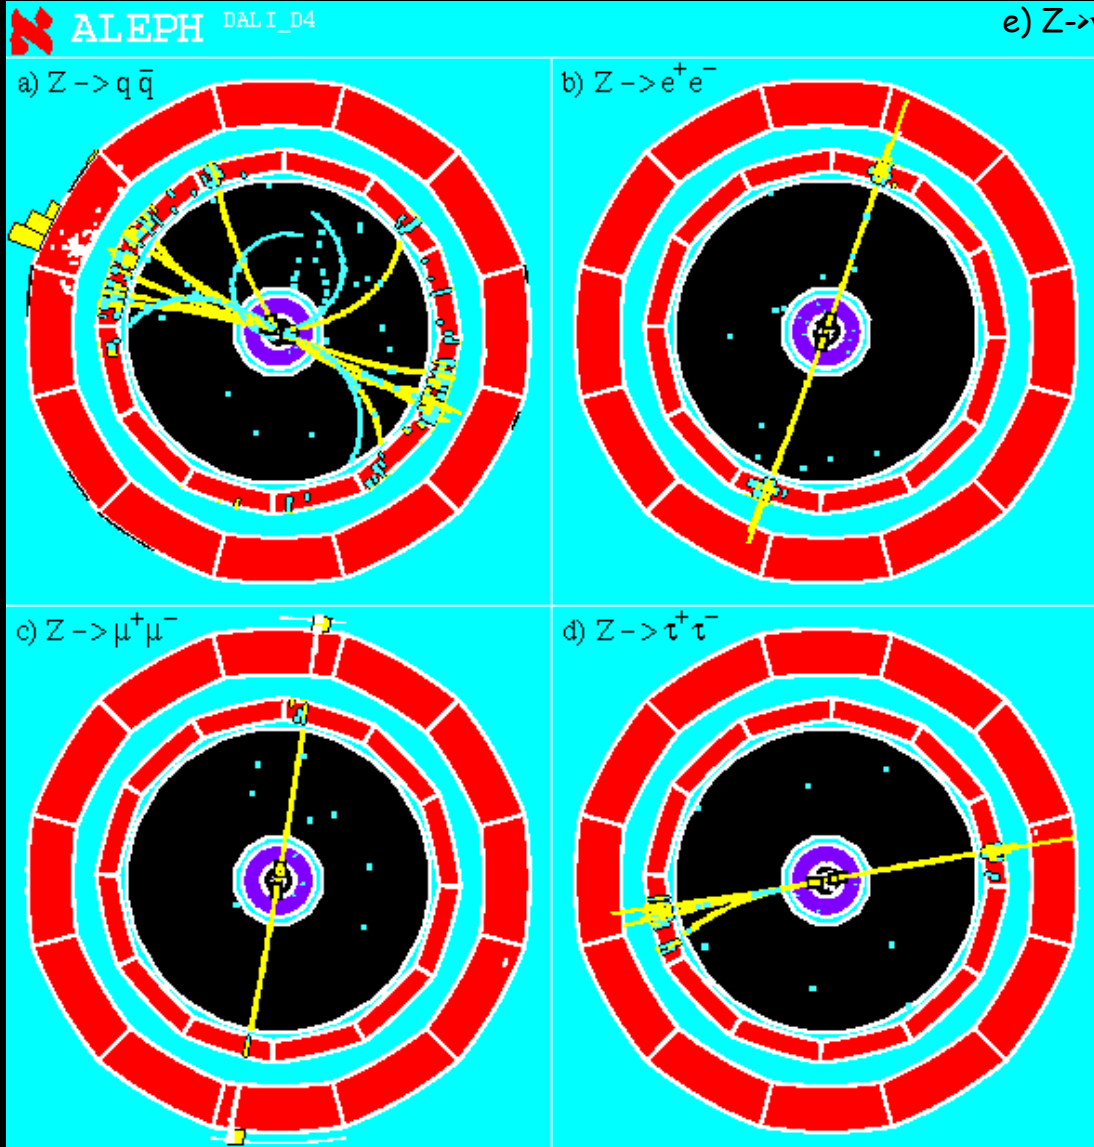 ALEPH DALI_D4
e) Z->
a) Z -> q q̄
b) Z -> e⁺e⁻
c) Z -> μ⁺μ⁻
d) Z -> τ⁺τ⁻